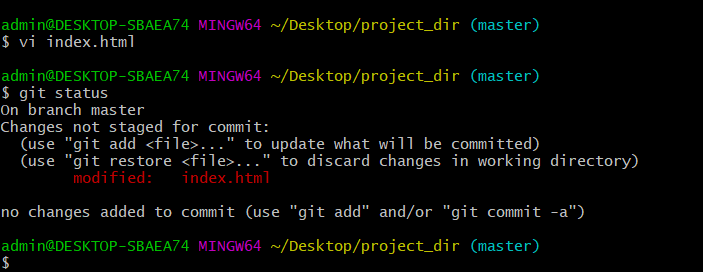 admin@DESKTOP-SBAEA74 MINGW64 ~/Desktop/project_dir (master)
$ vi index.html
admin@DESKTOP-SBAEA74 MINGW64 ~/Desktop/project_dir (master)
$ git status
On branch master
Changes not staged for commit:
  (use "git add <file>..." to update what will be committed)
  (use "git restore <file>..." to discard changes in working directory)
        modified:   index.html
no changes added to commit (use "git add" and/or "git commit -a")
admin@DESKTOP-SBAEA74 MINGW64 ~/Desktop/project_dir (master)
$